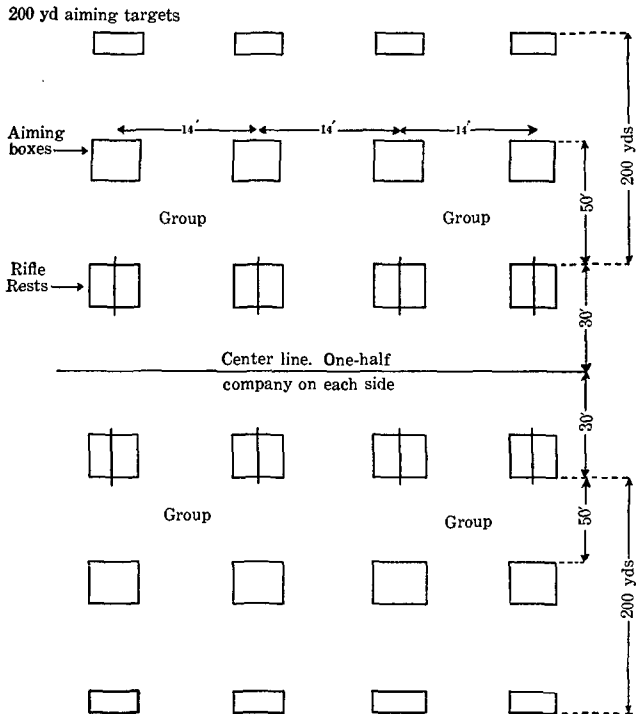 200 yd aiming targets
14′ 14′ 14′
Aiming
boxes
200 yds
50′
Group Group
Rifle
Rests
30′
Center line. One-half
company on each side
30′
Group Group
50′
200 yds